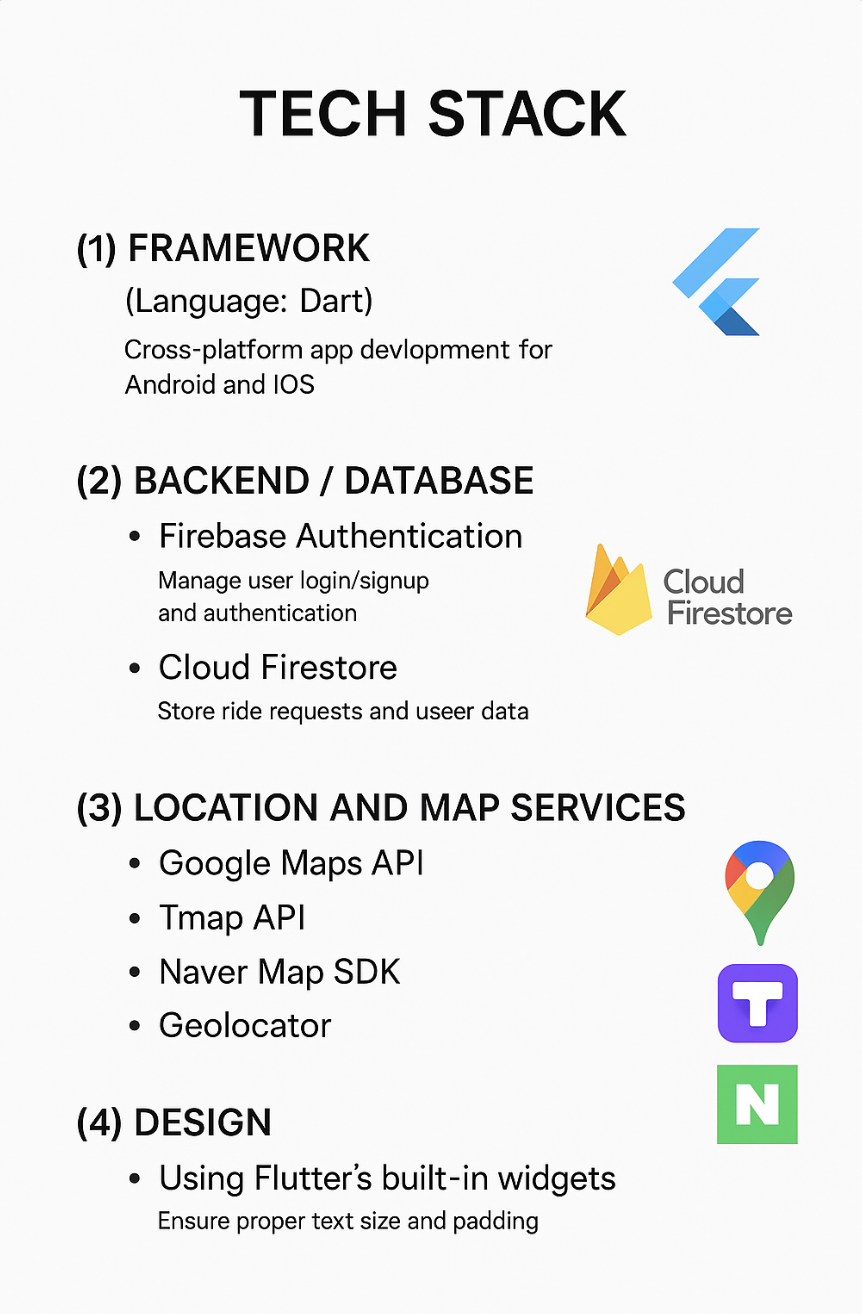 TECH STACK
(1) FRAMEWORK
(Language: Dart)
Cross-platform app devlopment for
Android and IOS
(2) BACKEND / DATABASE
• Firebase Authentication
Manage user login/signup
and authentication
Cloud
Firestore
• Cloud Firestore
Store ride requests and useer data
(3) LOCATION AND MAP SERVICES
• Google Maps API
• Tmap API
• Naver Map SDK
• Geolocator
T
N
(4) DESIGN
• Using Flutter's built-in widgets
Ensure proper text size and padding